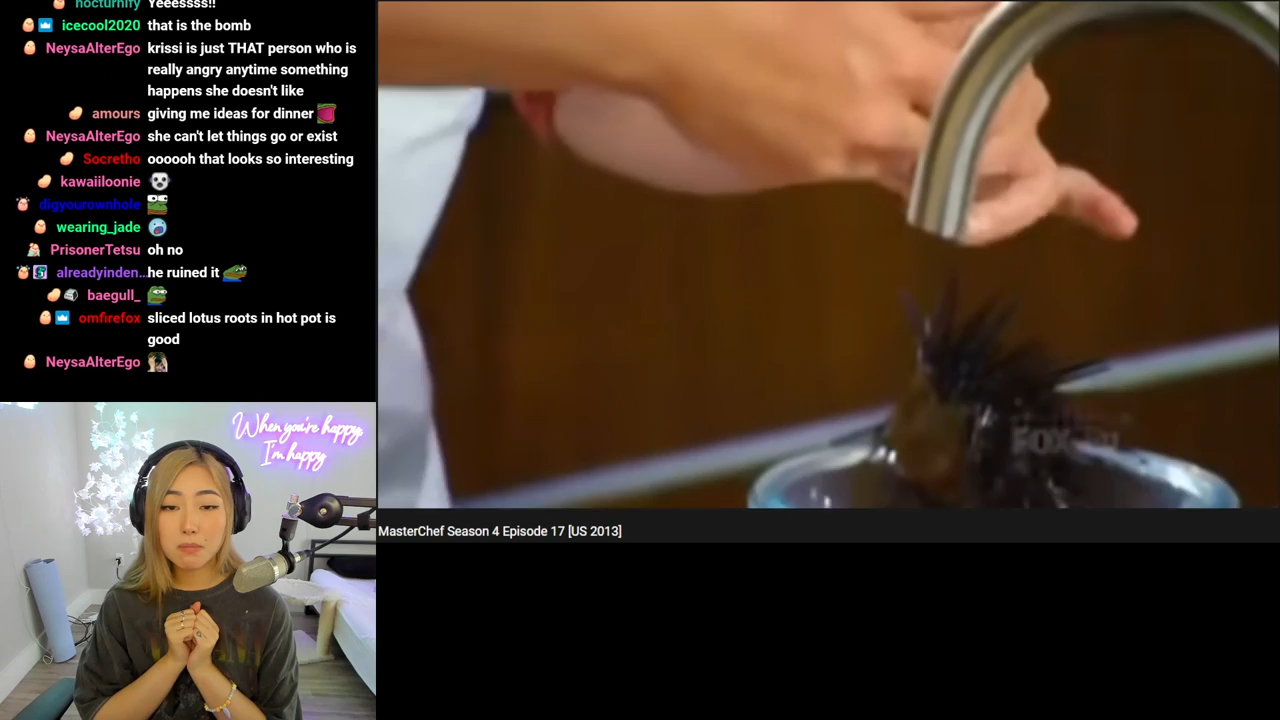 nocturnify Yeeessss!!
icecool2020 that is the bomb
NeysaAlterEgo krissi is just THAT person who is
really angry anytime something
happens she doesn't like
amours giving me ideas for dinner
NeysaAlterEgo she can't let things go or exist
Socretho oooooh that looks so interesting
kawaiiloonie
digyourownhole
wearing_jade
PrisonerTetsu oh no
alreadyinden... he ruined it
baegull_
omfirefox sliced lotus roots in hot pot is
good
NeysaAlterEgo
When you're happy,
I'm happy
FOX
MasterChef Season 4 Episode 17 [US 2013]